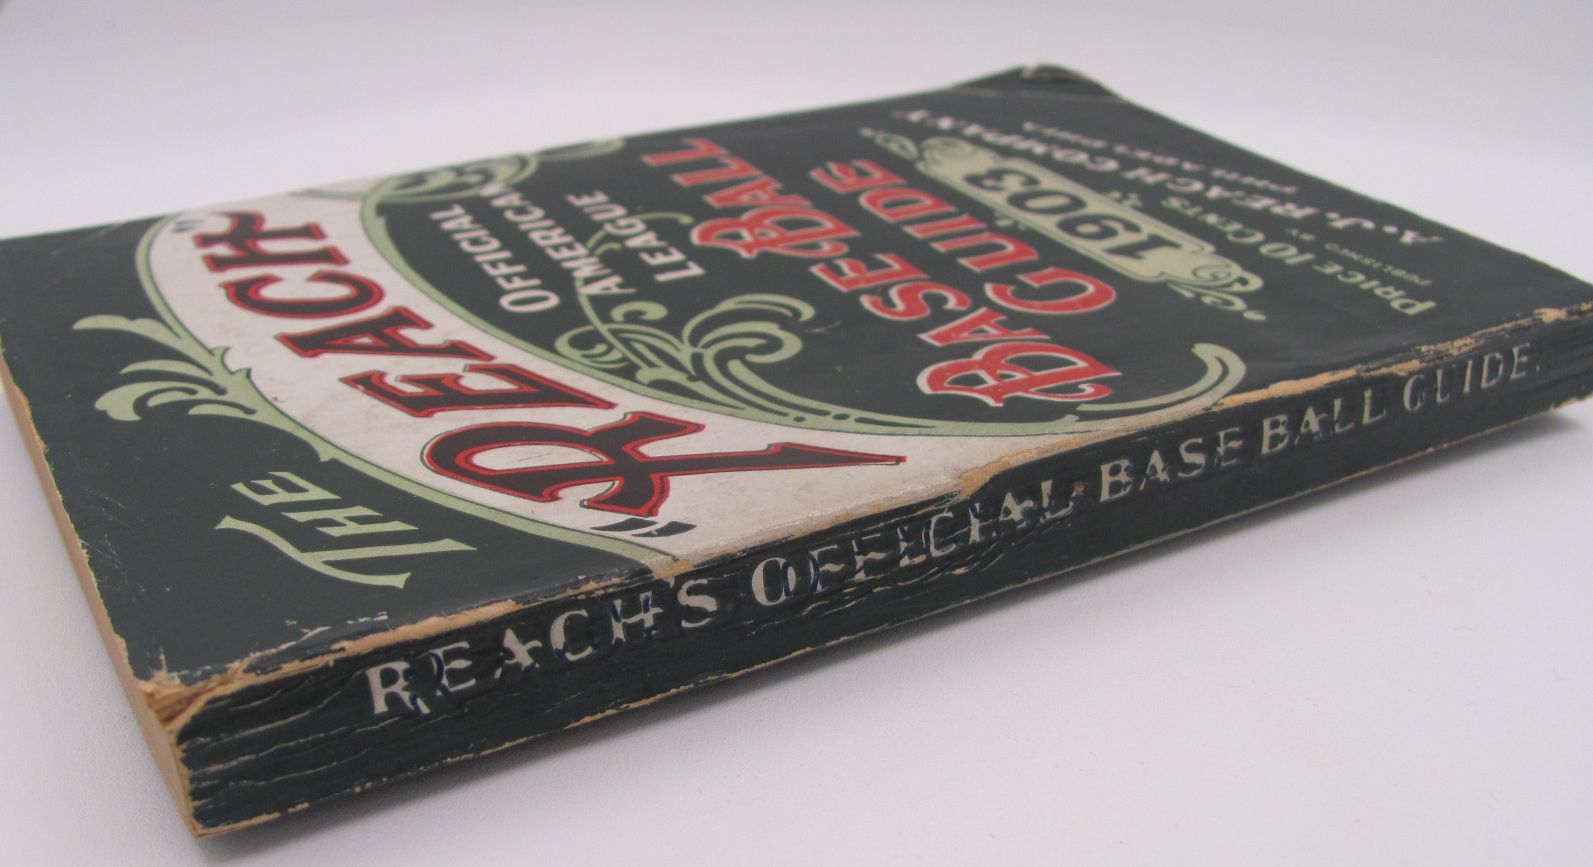 THE
"REACH"
OFFICIAL
AMERICAN
LEAGUE
BASE BALL
GUIDE
1903
PRICE 10 CENTS
PUBLISHED BY
A. J. REACH COMPANY
PHILADELPHIA
REACH'S OFFICIAL BASE BALL GUIDE.